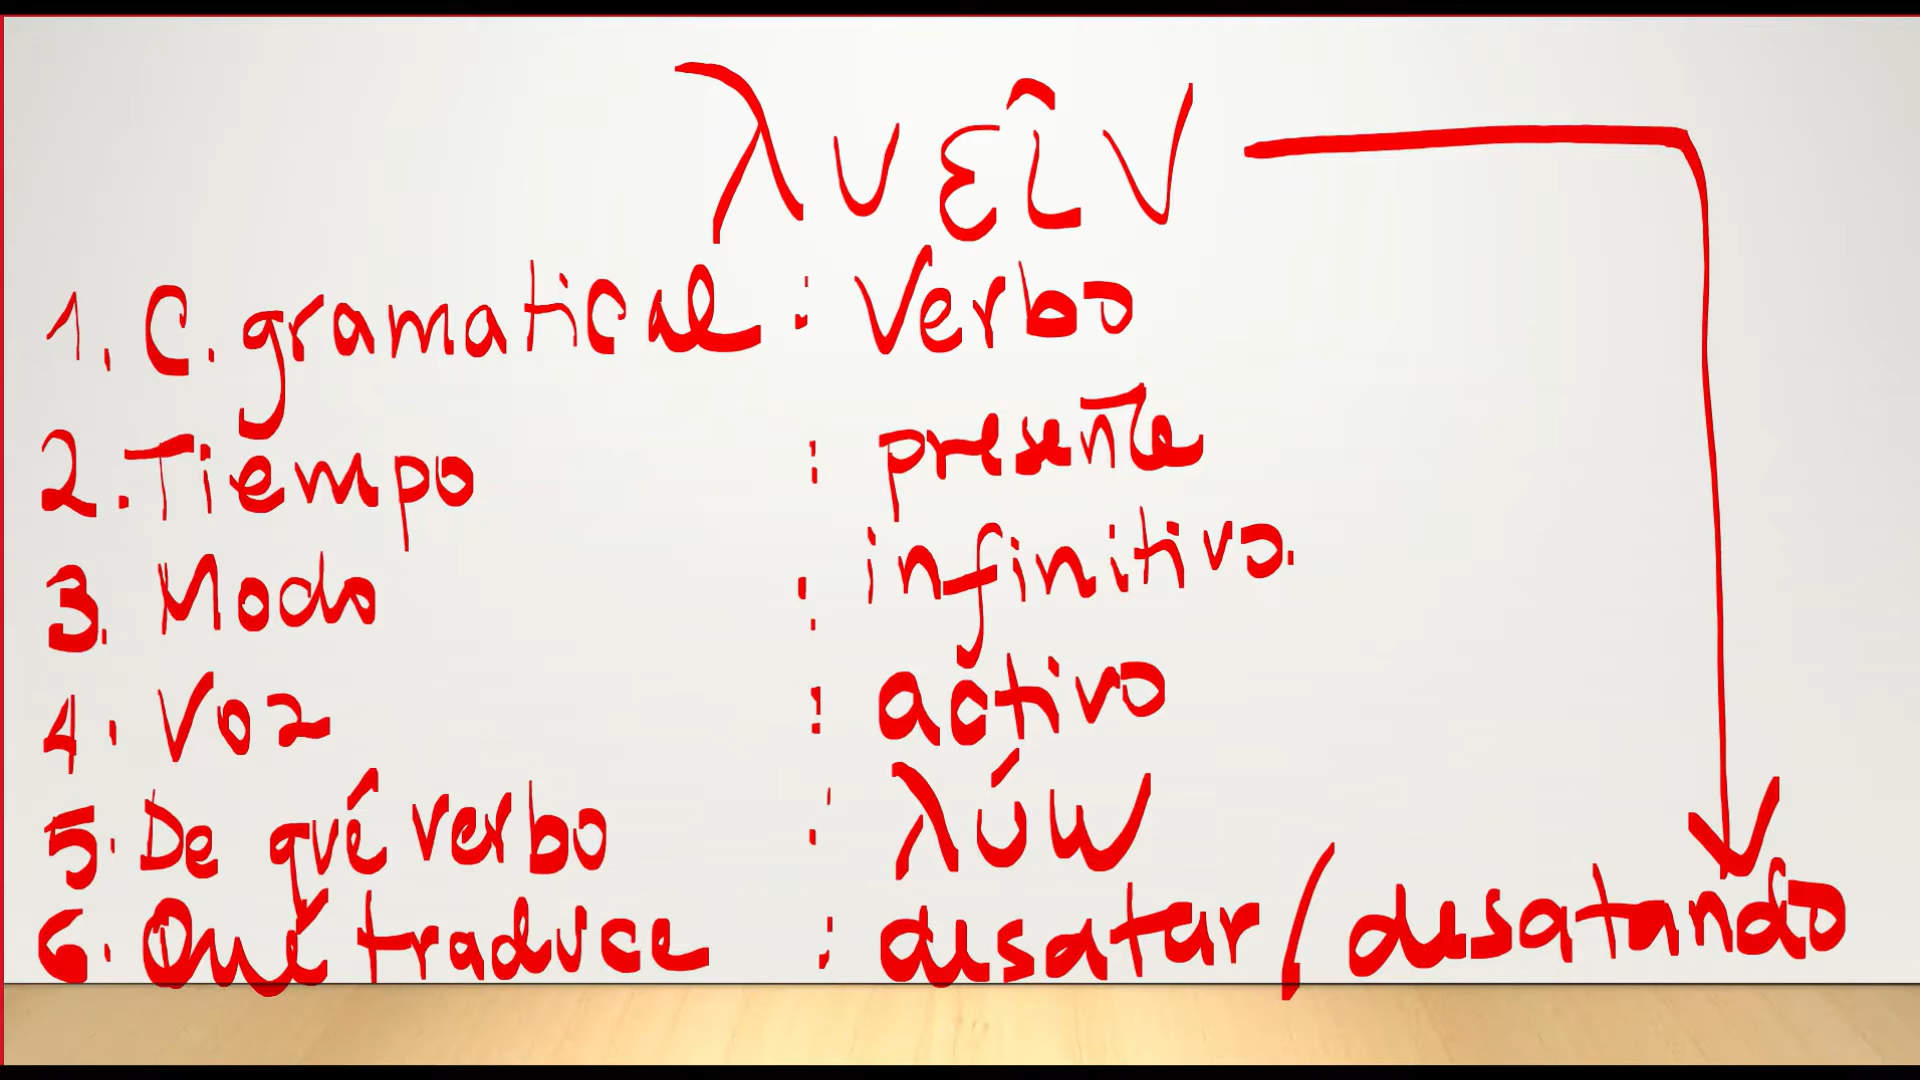 λυεῖν
1. C. gramatical : Verbo
2. Tiempo : presente
3. Modo : infinitivo.
4. Voz : activo
5. De qué verbo : λύω
6. Qué traduce : desatar / desatando